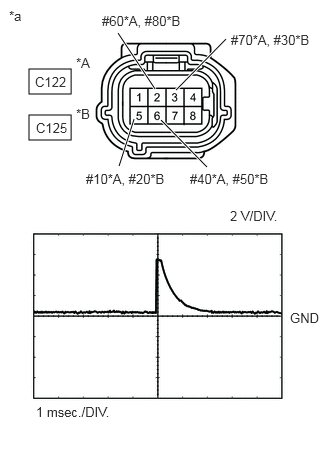 *a
#60*A, #80*B
#70*A, #30*B
*A
C122
*B
C125
1 2 3 4
5 6 7 8
#10*A, #20*B
#40*A, #50*B
2 V/DIV.
GND
1 msec./DIV.